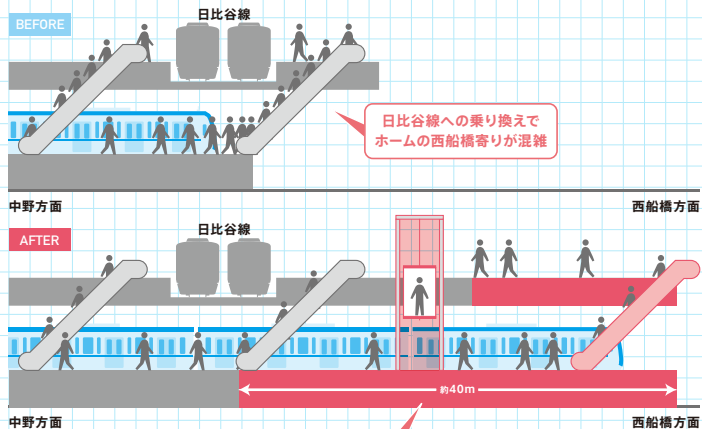 BEFORE
日比谷線
日比谷線への乗り換えで
ホームの西船橋寄りが混雑
中野方面
西船橋方面
AFTER
日比谷線
約40m
中野方面
西船橋方面